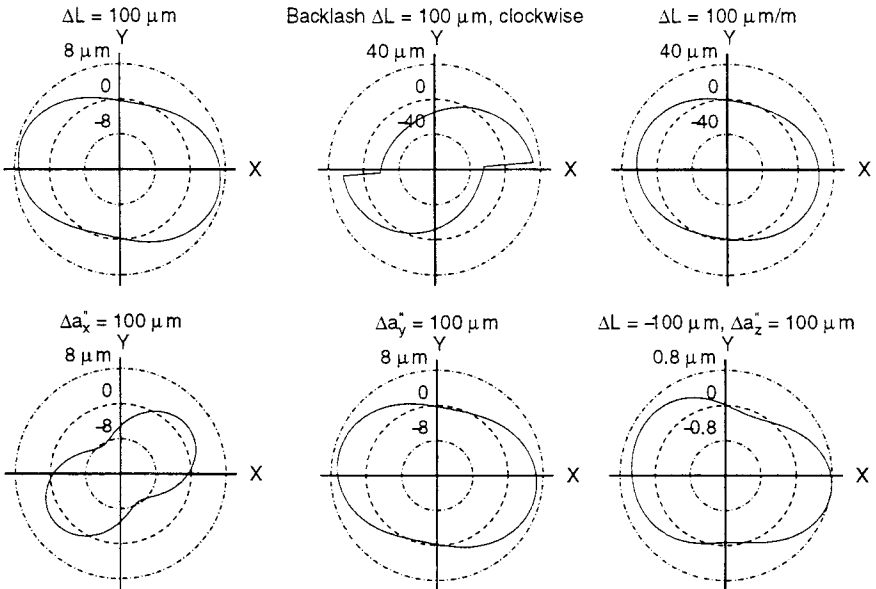 ΔL = 100 μm
Y
8 μm
0
-8
X
Backlash ΔL = 100 μm, clockwise
Y
40 μm
0
-40
X
ΔL = 100 μm/m
Y
40 μm
0
-40
X
Δa"x = 100 μm
Y
8 μm
0
-8
X
Δa"y = 100 μm
Y
8 μm
0
-8
X
ΔL = -100 μm, Δa"z = 100 μm
Y
0.8 μm
0
-0.8
X